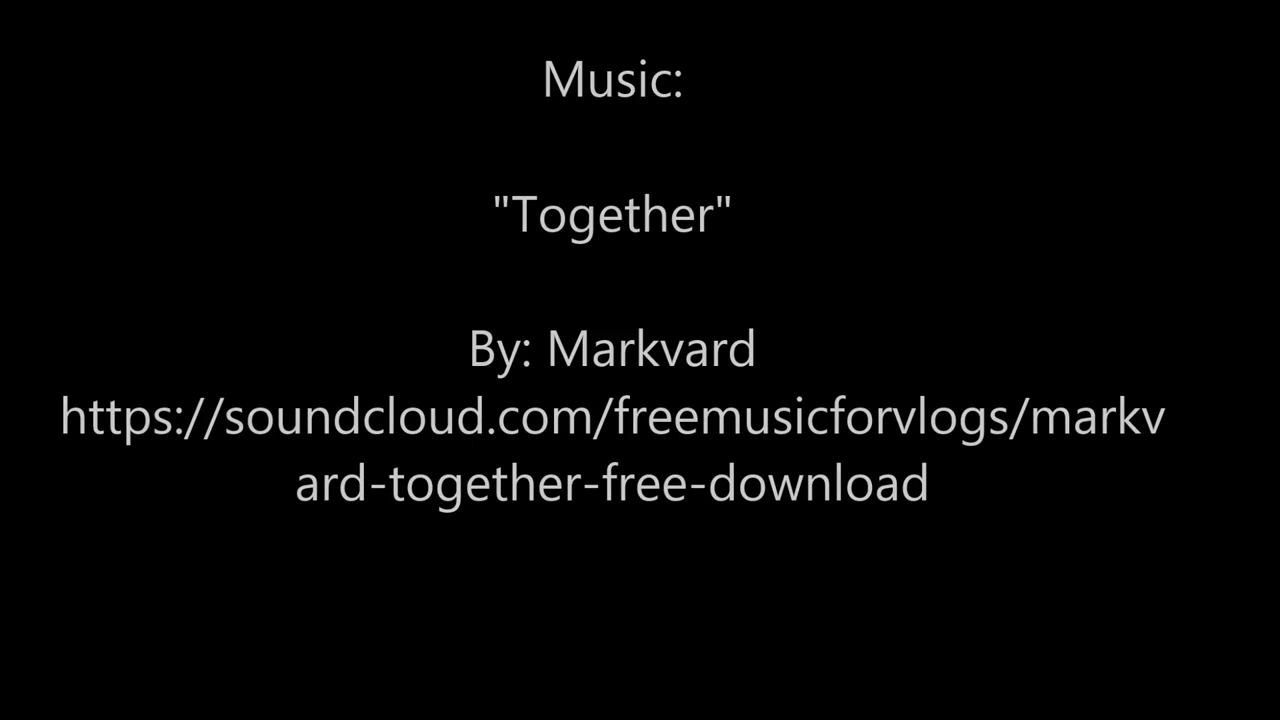 Music:
"Together"
By: Markvard
https://soundcloud.com/freemusicforvlogs/markv
ard-together-free-download